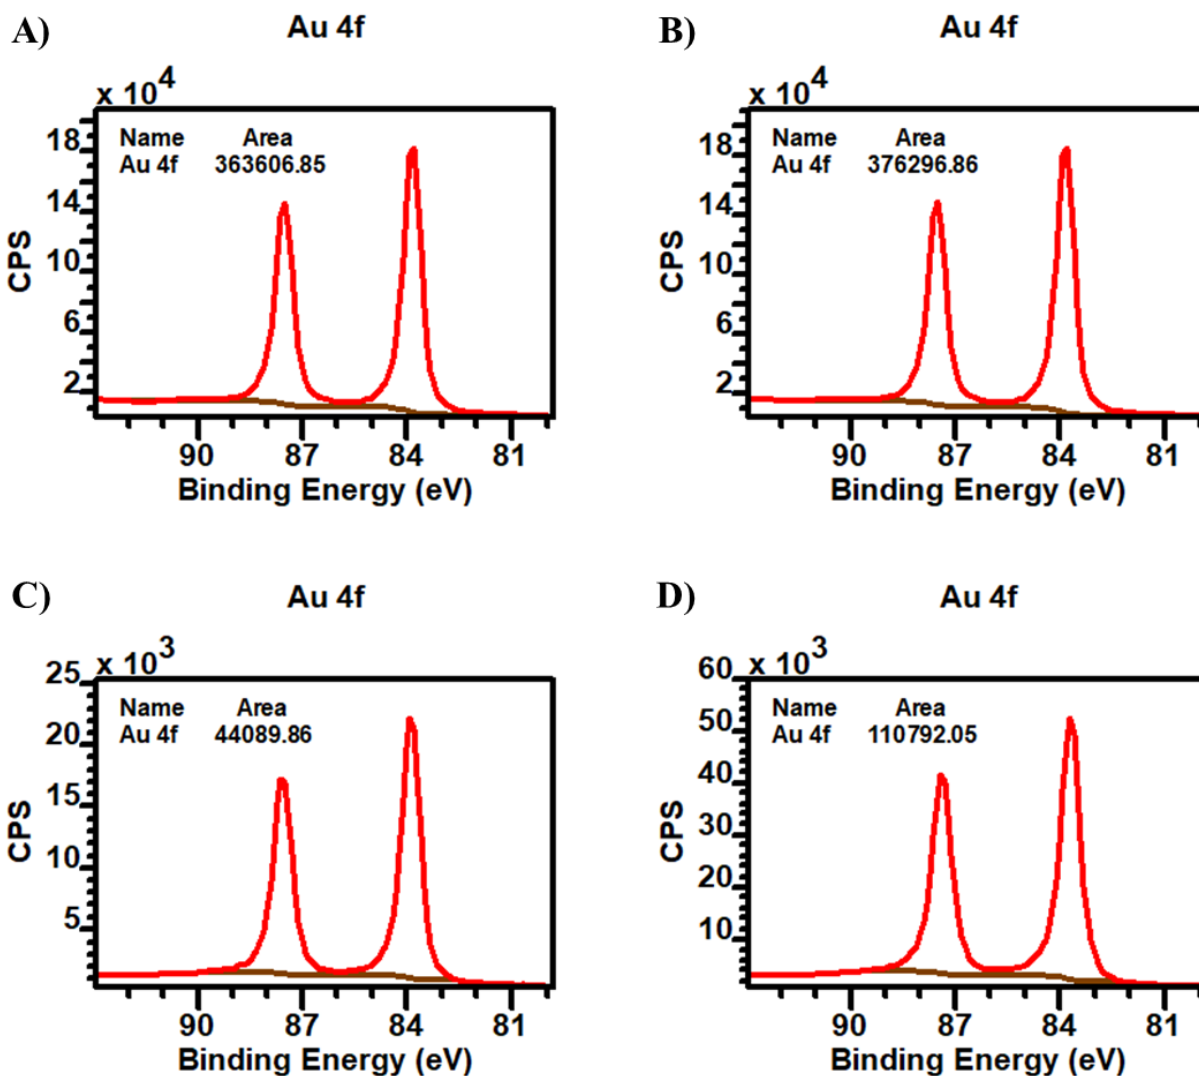 A)
Au 4f
x 10^4
Name Area
Au 4f 363606.85
18
14
10
6
2
CPS
90 87 84 81
Binding Energy (eV)
B)
Au 4f
x 10^4
Name Area
Au 4f 376296.86
18
14
10
6
2
CPS
90 87 84 81
Binding Energy (eV)
C)
Au 4f
x 10^3
25
Name Area
Au 4f 44089.86
20
15
10
5
CPS
90 87 84 81
Binding Energy (eV)
D)
Au 4f
x 10^3
60
Name Area
Au 4f 110792.05
50
40
30
20
10
CPS
90 87 84 81
Binding Energy (eV)